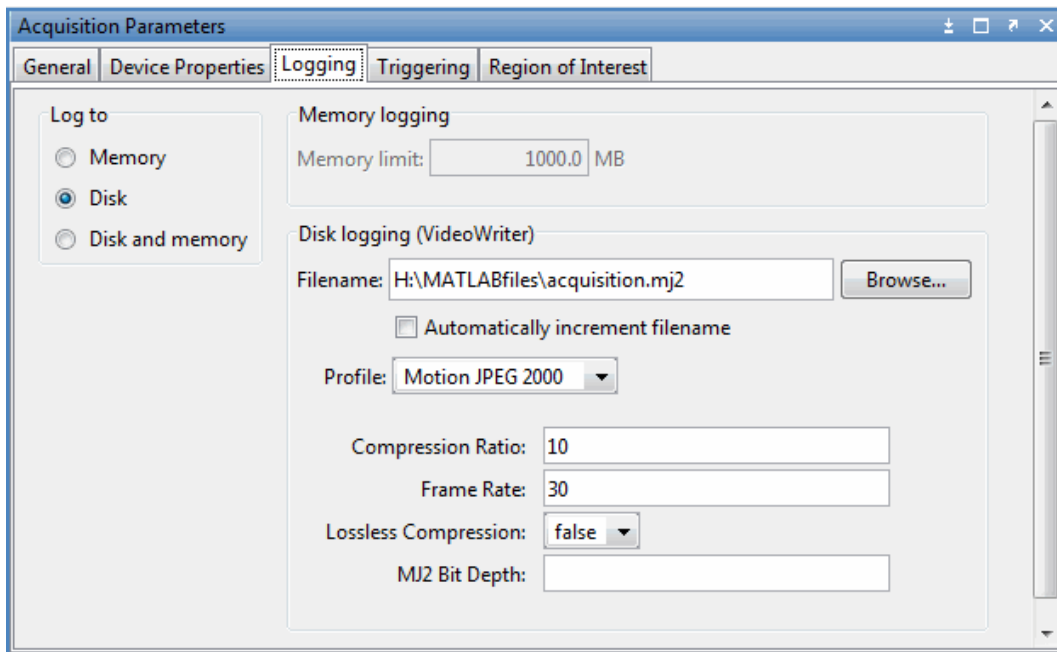 Acquisition Parameters
General Device Properties Logging Triggering Region of Interest
Log to
Memory
Disk
Disk and memory
Memory logging
Memory limit: 1000.0 MB
Disk logging (VideoWriter)
Filename: H:\MATLABfiles\acquisition.mj2 Browse...
Automatically increment filename
Profile: Motion JPEG 2000
Compression Ratio: 10
Frame Rate: 30
Lossless Compression: false
MJ2 Bit Depth: